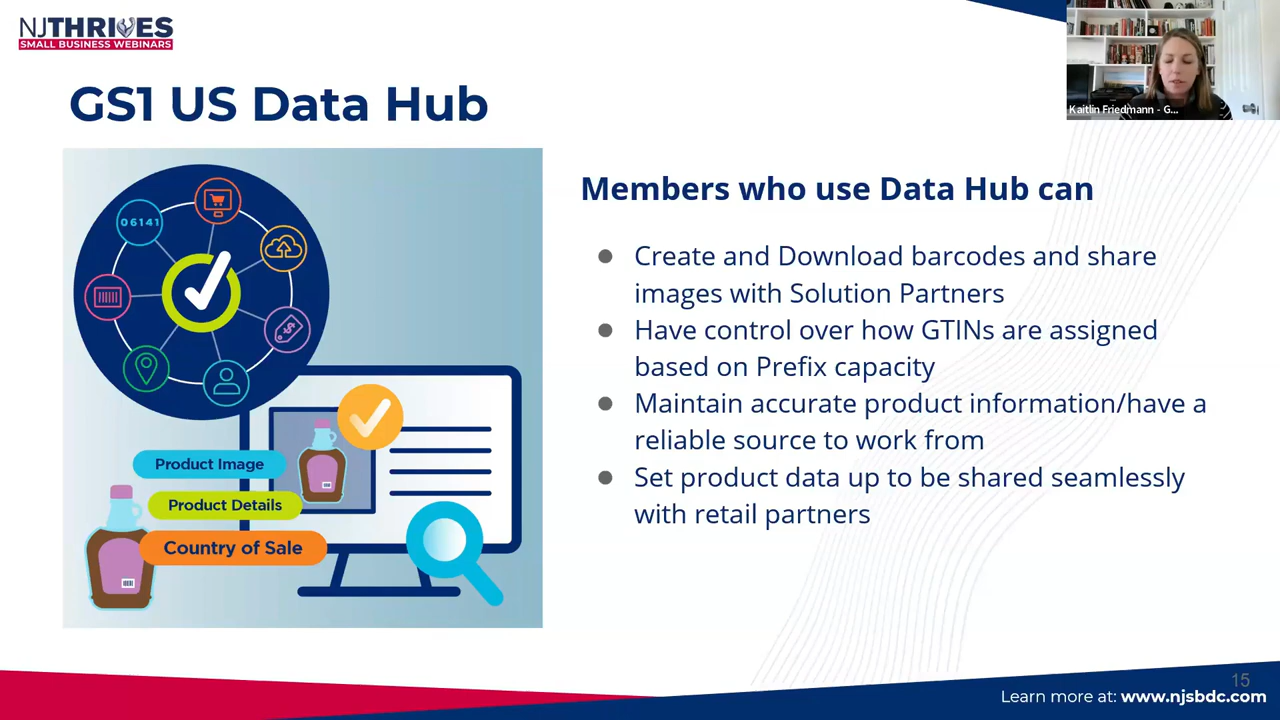 NJTHRIVES
SMALL BUSINESS WEBINARS
Kaitlin Friedmann - G...
GS1 US Data Hub
06141
Product Image
Product Details
Country of Sale
Members who use Data Hub can
● Create and Download barcodes and share
images with Solution Partners
● Have control over how GTINs are assigned
based on Prefix capacity
● Maintain accurate product information/have a
reliable source to work from
● Set product data up to be shared seamlessly
with retail partners
15
Learn more at: www.njsbdc.com